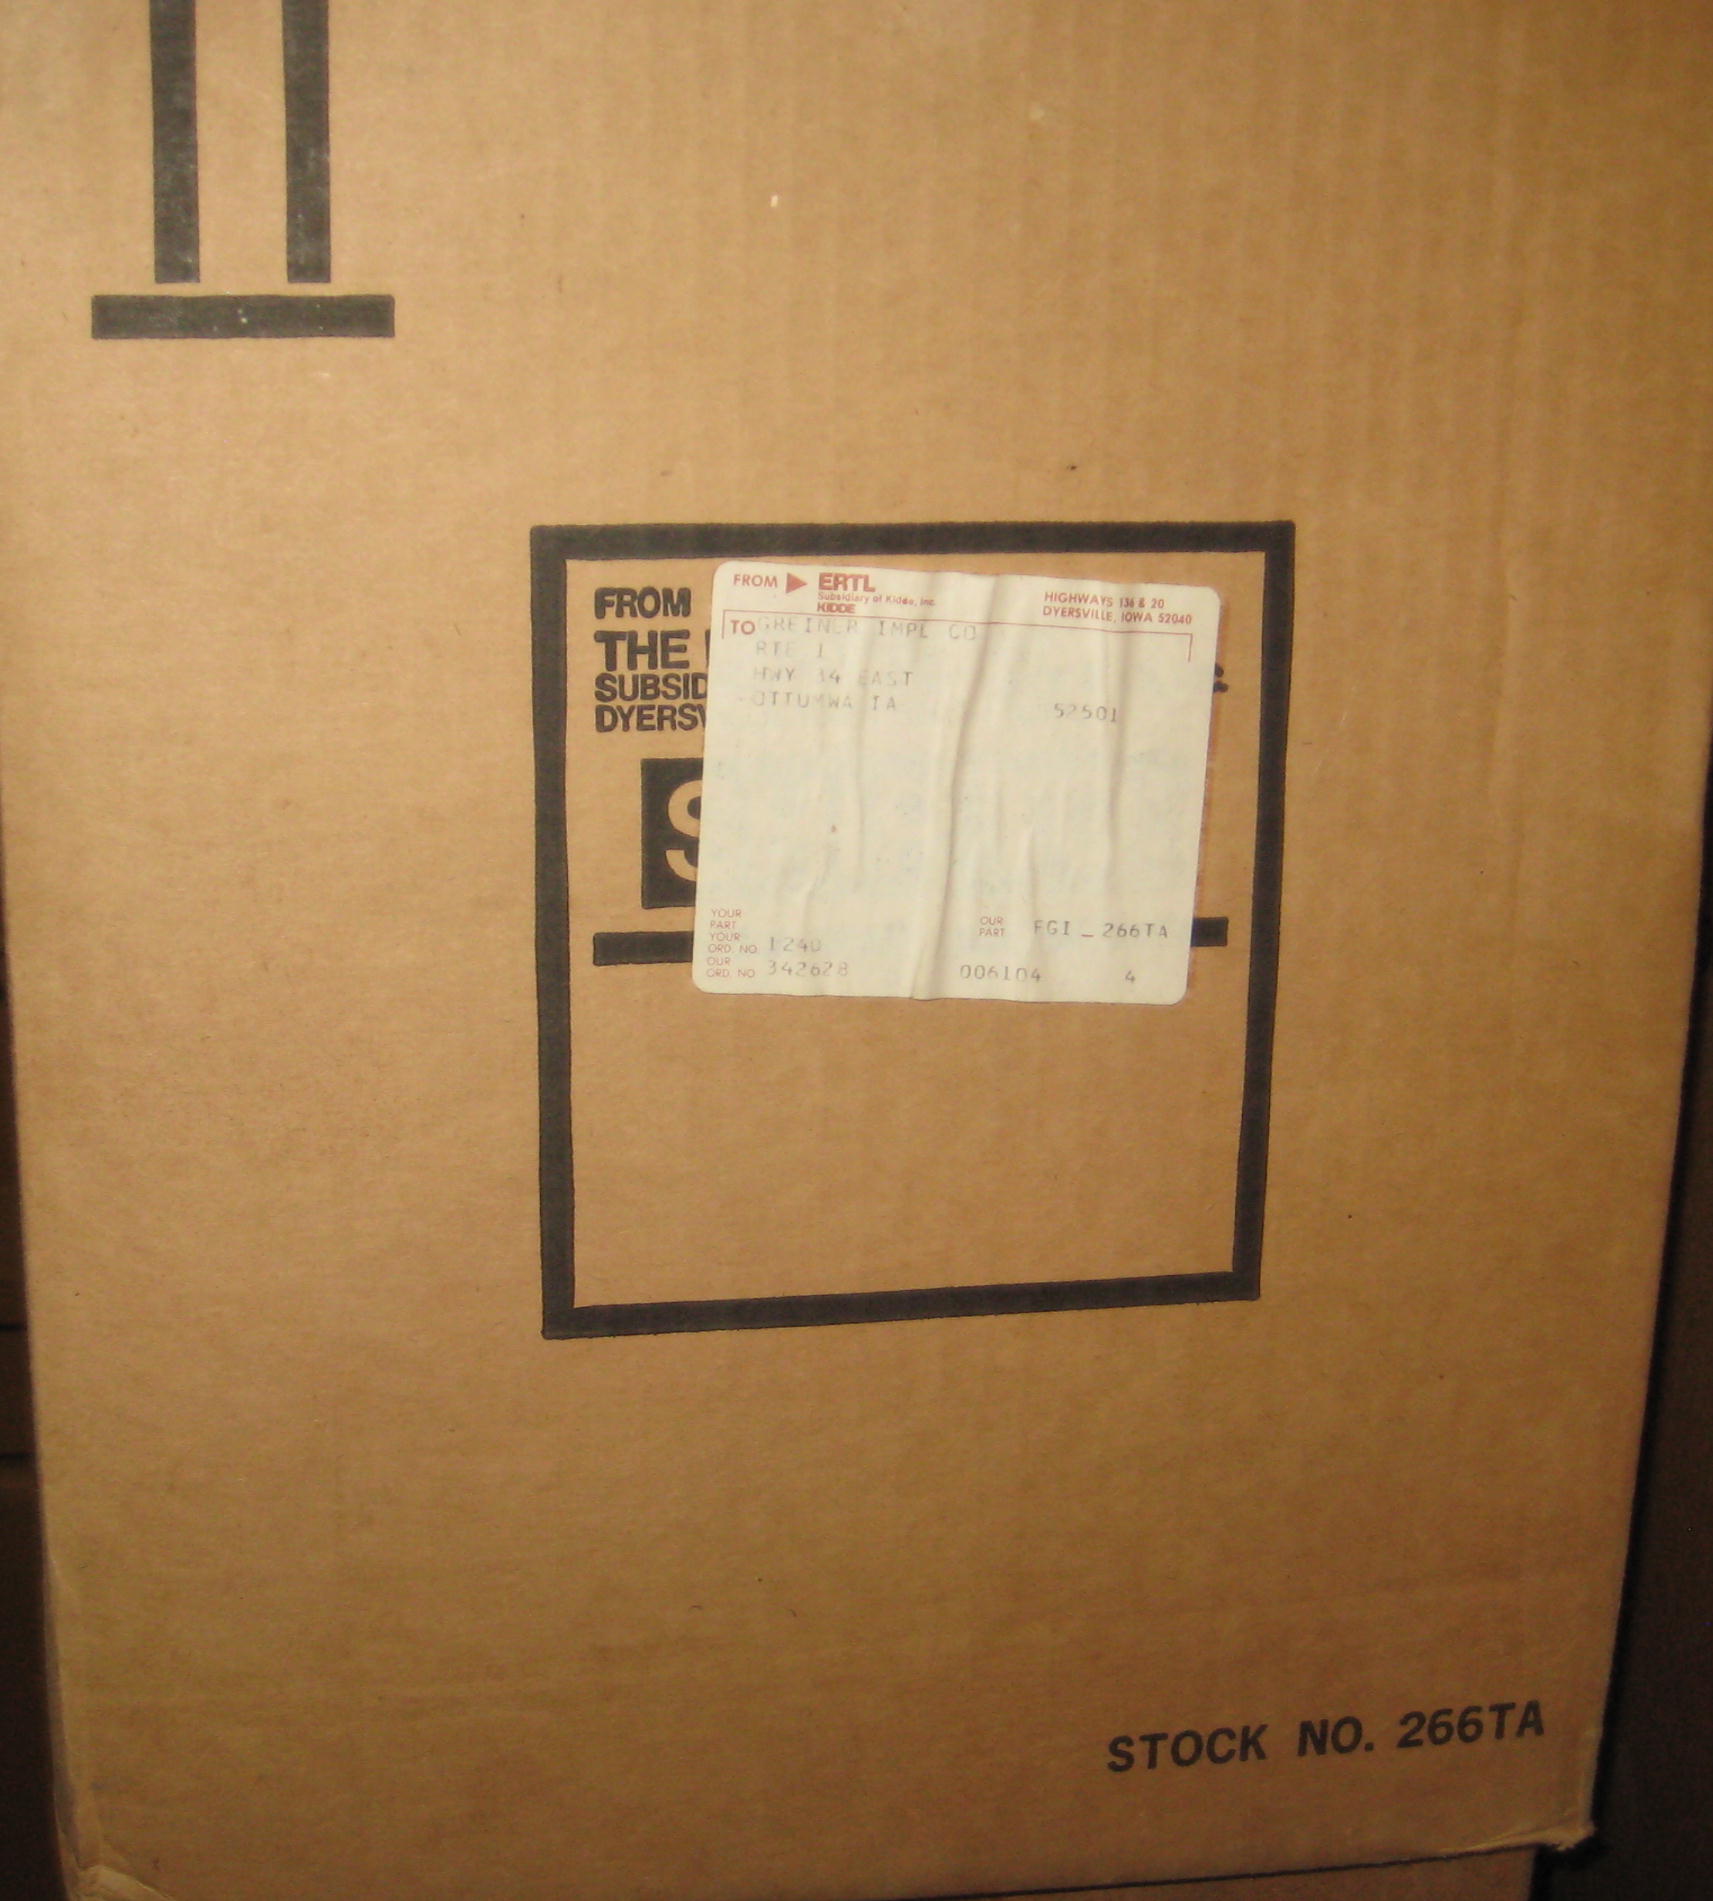 FROM
THE
SUBSID
DYERSV
S
FROM ▶ ERTL
Subsidiary of Kidde, Inc.
KIDDE
HIGHWAYS 136 & 20
DYERSVILLE, IOWA 52040
TO GREINER IMPL CO
RTE 1
HWY 34 EAST
OTTUMWA IA 52501
YOUR PART
YOUR ORD. NO. 1240
OUR PART FGI _ 266TA
OUR ORD. NO 342628 006104 4
STOCK NO. 266TA